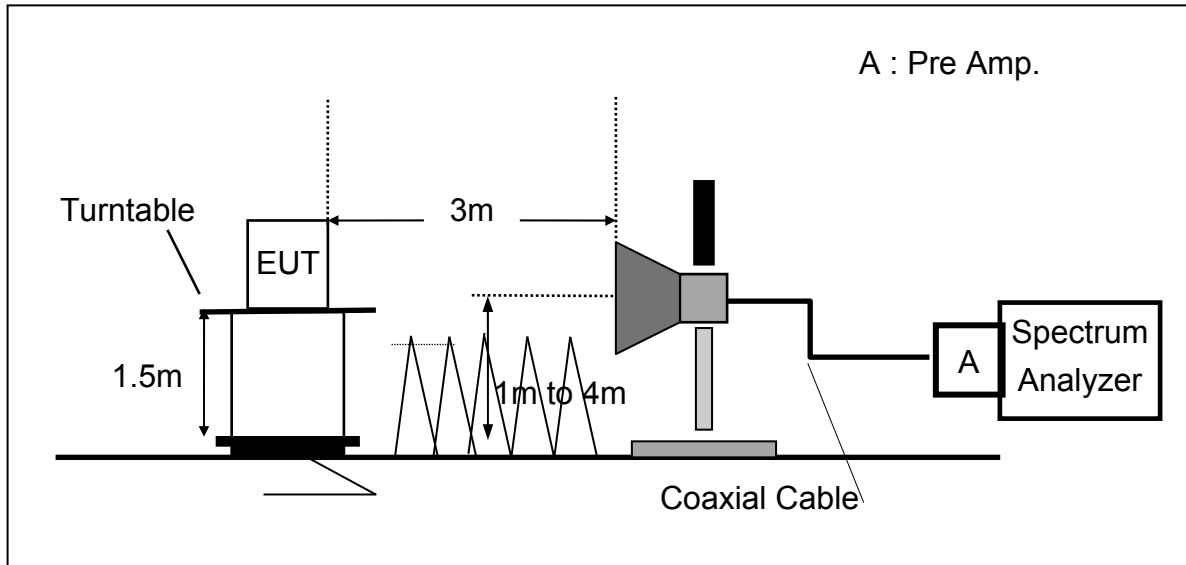 A : Pre Amp.
Turntable
3m
EUT
1.5m
1m to 4m
A
Spectrum
Analyzer
Coaxial Cable